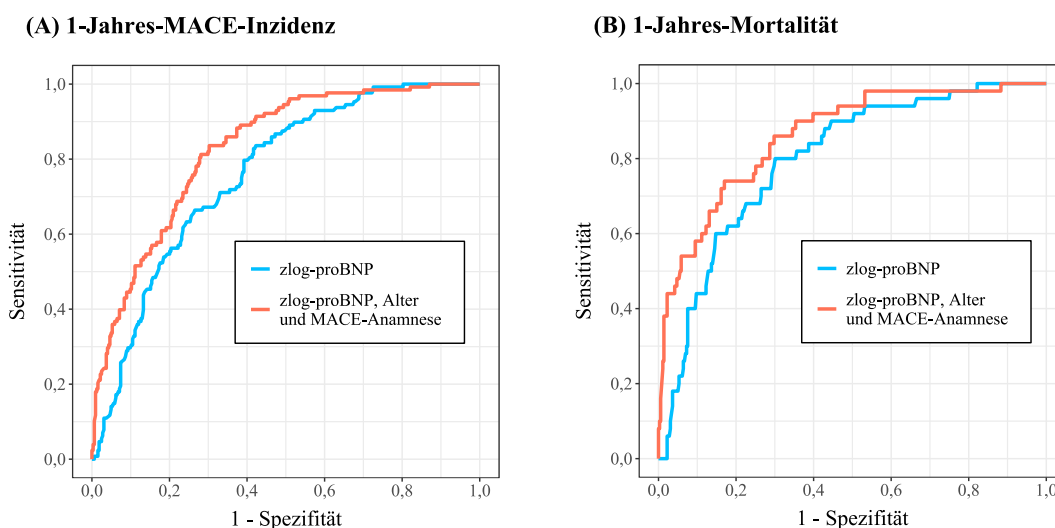 (A) 1-Jahres-MACE-Inzidenz
1,0
0,8
0,6
0,4
0,2
0,0
Sensitivität
zlog-proBNP
zlog-proBNP, Alter
und MACE-Anamnese
0,0 0,2 0,4 0,6 0,8 1,0
1 - Spezifität
(B) 1-Jahres-Mortalität
1,0
0,8
0,6
0,4
0,2
0,0
Sensitivität
zlog-proBNP
zlog-proBNP, Alter
und MACE-Anamnese
0,0 0,2 0,4 0,6 0,8 1,0
1 - Spezifität